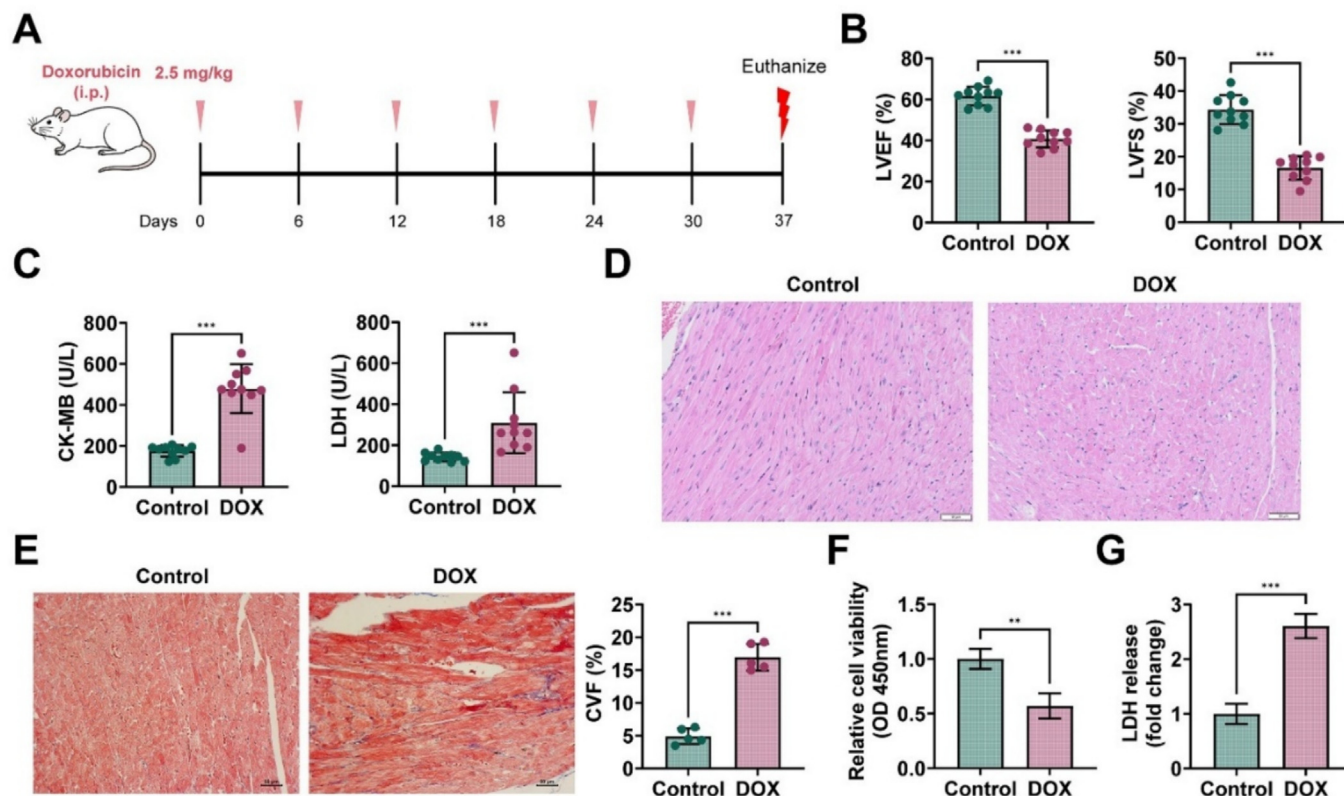 A
Doxorubicin 2.5 mg/kg
(i.p.)
Euthanize
Days 0 6 12 18 24 30 37
B
LVEF (%)
80
60
40
20
0
***
Control DOX
LVFS (%)
50
40
30
20
10
0
***
Control DOX
C
CK-MB (U/L)
800
600
400
200
0
***
Control DOX
LDH (U/L)
800
600
400
200
0
***
Control DOX
D
Control DOX
E
Control DOX
CVF (%)
25
20
15
10
5
0
***
Control DOX
F
Relative cell viability
(OD 450nm)
1.5
1.0
0.5
0.0
**
Control DOX
G
LDH release
(fold change)
3
2
1
0
***
Control DOX